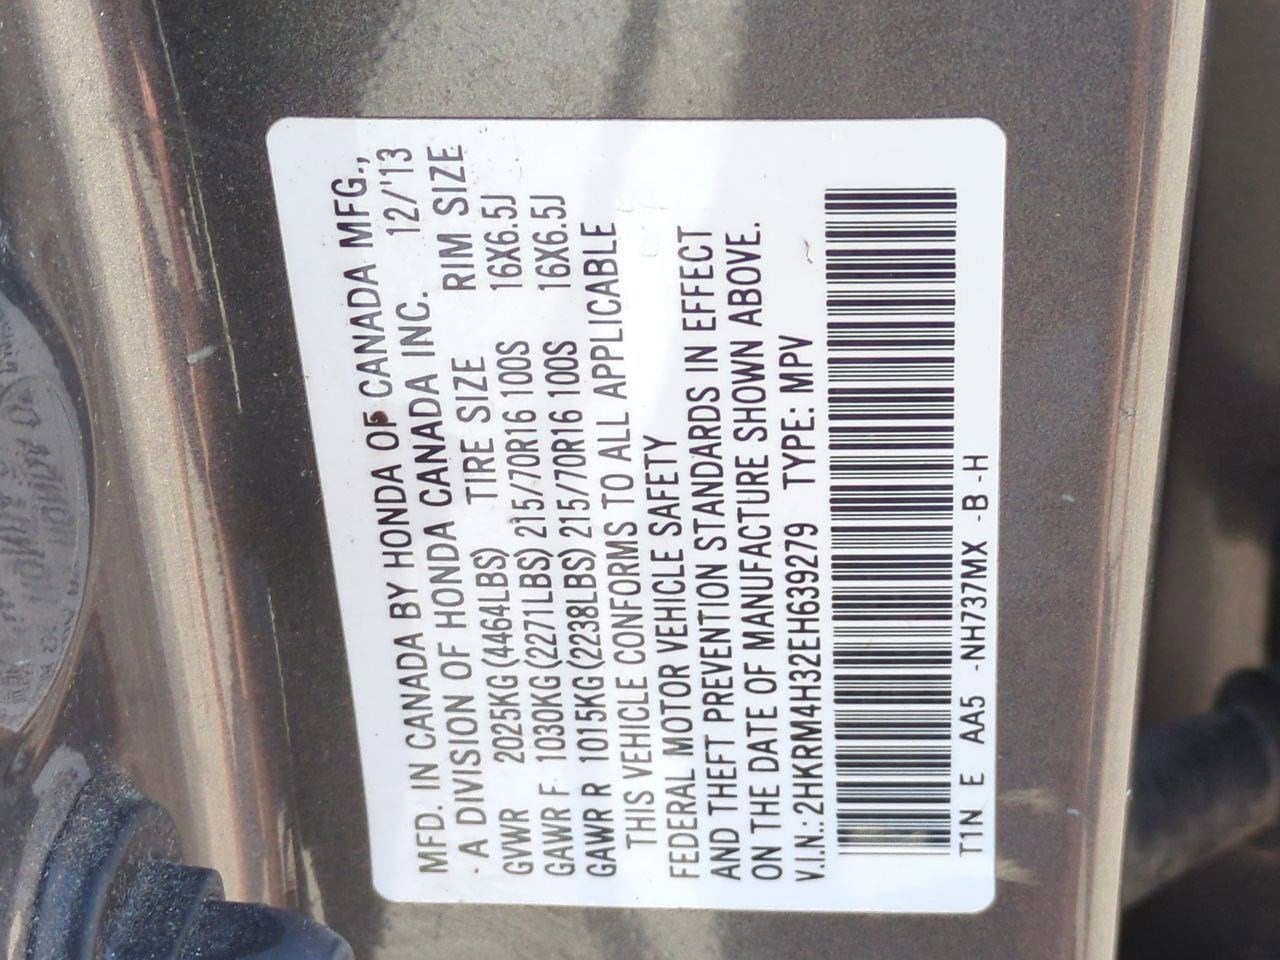 MFD. IN CANADA BY HONDA OF CANADA MFG.,
· A DIVISION OF HONDA CANADA INC. 12/'13
TIRE SIZE RIM SIZE
GVWR 2025KG(4464LBS)
GAWR F 1030KG(2271LBS) 215/70R16 100S 16X6.5J
GAWR R 1015KG(2238LBS) 215/70R16 100S 16X6.5J
THIS VEHICLE CONFORMS TO ALL APPLICABLE
FEDERAL MOTOR VEHICLE SAFETY
AND THEFT PREVENTION STANDARDS IN EFFECT
ON THE DATE OF MANUFACTURE SHOWN ABOVE.
V.I.N.:2HKRM4H32EH639279 TYPE: MPV
T1N E AA5 -NH737MX -B -H